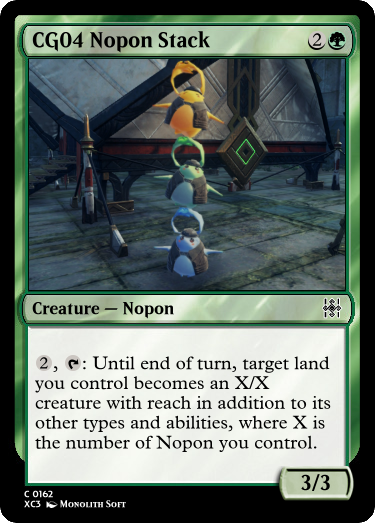 CG04 Nopon Stack 2
Creature — Nopon
2, T: Until end of turn, target land
you control becomes an X/X
creature with reach in addition to its
other types and abilities, where X is
the number of Nopon you control.
3/3
C 0162
XC3 Monolith Soft